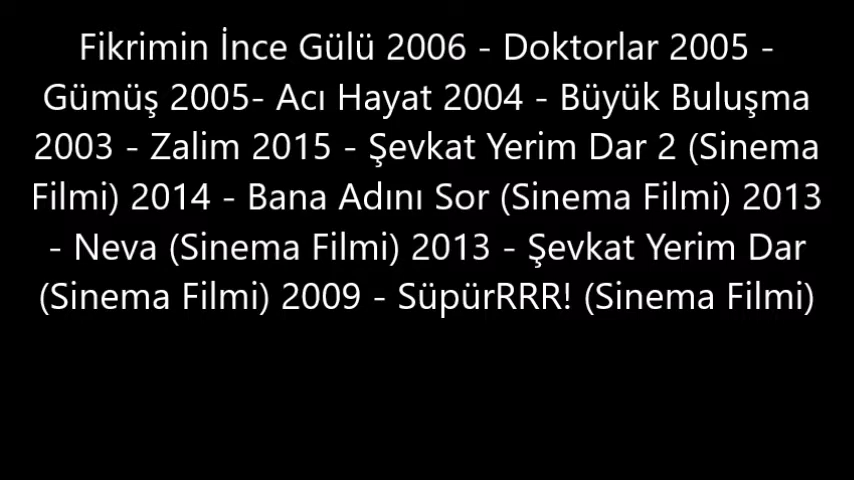 Fikrimin İnce Gülü 2006 - Doktorlar 2005 -
Gümüş 2005- Acı Hayat 2004 - Büyük Buluşma
2003 - Zalim 2015 - Şevkat Yerim Dar 2 (Sinema
Filmi) 2014 - Bana Adını Sor (Sinema Filmi) 2013
- Neva (Sinema Filmi) 2013 - Şevkat Yerim Dar
(Sinema Filmi) 2009 - SüpürRRR! (Sinema Filmi)